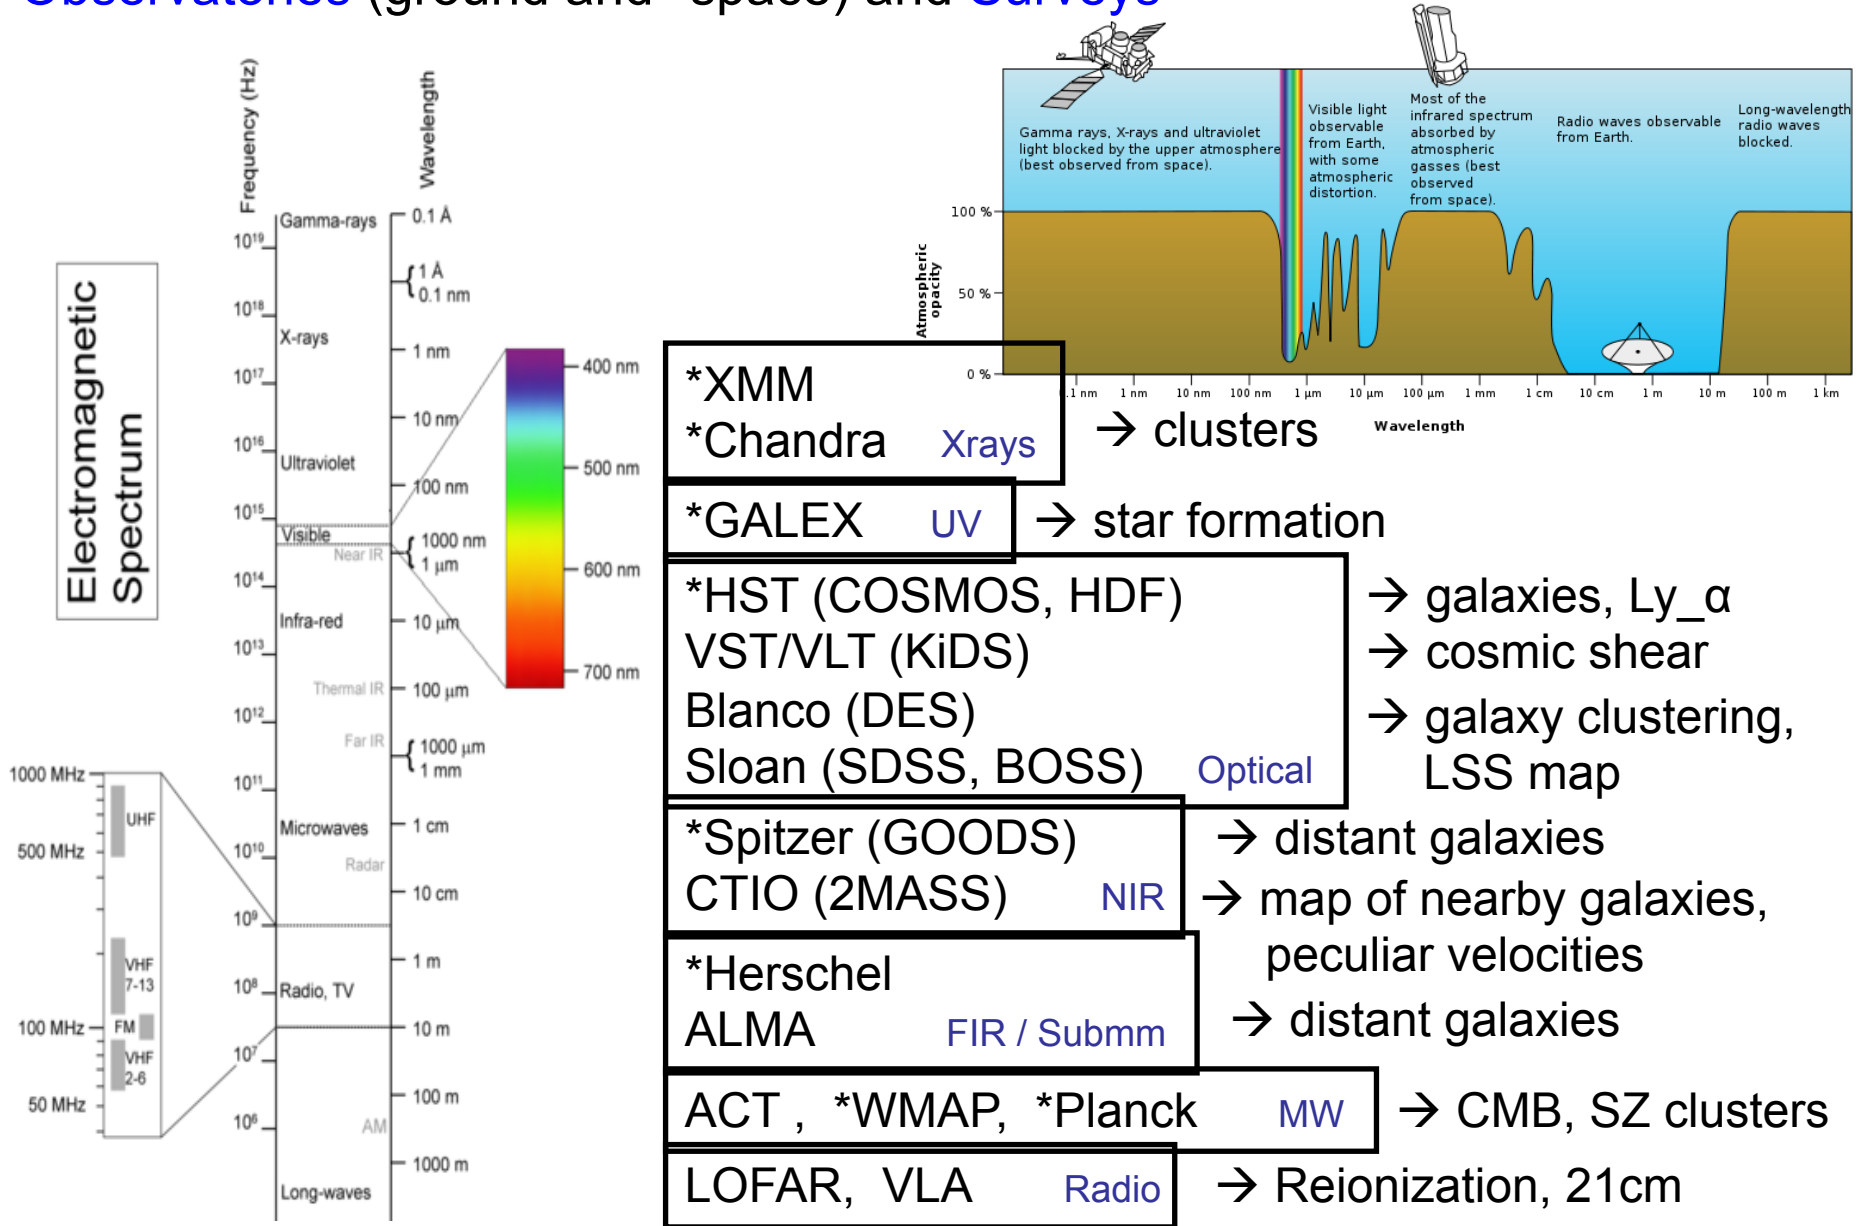 Observatories (ground and space) and Surveys
Electromagnetic
Spectrum
Frequency (Hz)
Wavelength
Gamma-rays
10¹⁹
10¹⁸
X-rays
10¹⁷
10¹⁶
Ultraviolet
10¹⁵
Visible
Near IR
10¹⁴
Infra-red
10¹³
Thermal IR
10¹²
Far IR
10¹¹
Microwaves
10¹⁰
Radar
10⁹
10⁸
Radio, TV
10⁷
10⁶
AM
Long-waves
0.1 Å
1 Å
0.1 nm
1 nm
10 nm
100 nm
1000 nm
1 μm
10 μm
100 μm
1000 μm
1 mm
1 cm
10 cm
1 m
10 m
100 m
1000 m
400 nm
500 nm
600 nm
700 nm
1000 MHz
UHF
500 MHz
VHF
7-13
100 MHz
FM
VHF
2-6
50 MHz
Gamma rays, X-rays and ultraviolet
light blocked by the upper atmosphere
(best observed from space).
Visible light
observable
from Earth,
with some
atmospheric
distortion.
Most of the
infrared spectrum
absorbed by
atmospheric
gasses (best
observed
from space).
Radio waves observable
from Earth.
Long-wavelength
radio waves
blocked.
Atmospheric
opacity
100 %
50 %
0 %
.1 nm 1 nm 10 nm 100 nm 1 μm 10 μm 100 μm 1 mm 1 cm 10 cm 1 m 10 m 100 m 1 km
Wavelength
*XMM
*Chandra Xrays → clusters
*GALEX UV → star formation
*HST (COSMOS, HDF) → galaxies, Ly_α
VST/VLT (KiDS) → cosmic shear
Blanco (DES) → galaxy clustering,
Sloan (SDSS, BOSS) Optical LSS map
*Spitzer (GOODS) → distant galaxies
CTIO (2MASS) NIR → map of nearby galaxies,
peculiar velocities
*Herschel
ALMA FIR / Submm → distant galaxies
ACT , *WMAP, *Planck MW → CMB, SZ clusters
LOFAR, VLA Radio → Reionization, 21cm